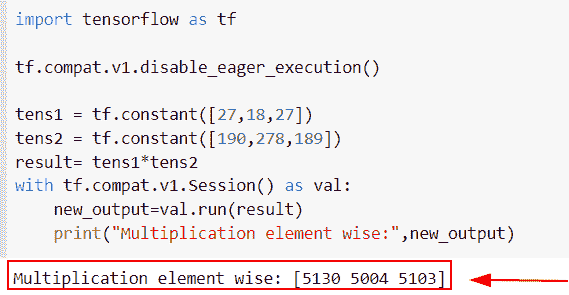 import tensorflow as tf
tf.compat.v1.disable_eager_execution()
tens1 = tf.constant([27,18,27])
tens2 = tf.constant([190,278,189])
result= tens1*tens2
with tf.compat.v1.Session() as val:
    new_output=val.run(result)
    print("Multiplication element wise:",new_output)
Multiplication element wise: [5130 5004 5103]